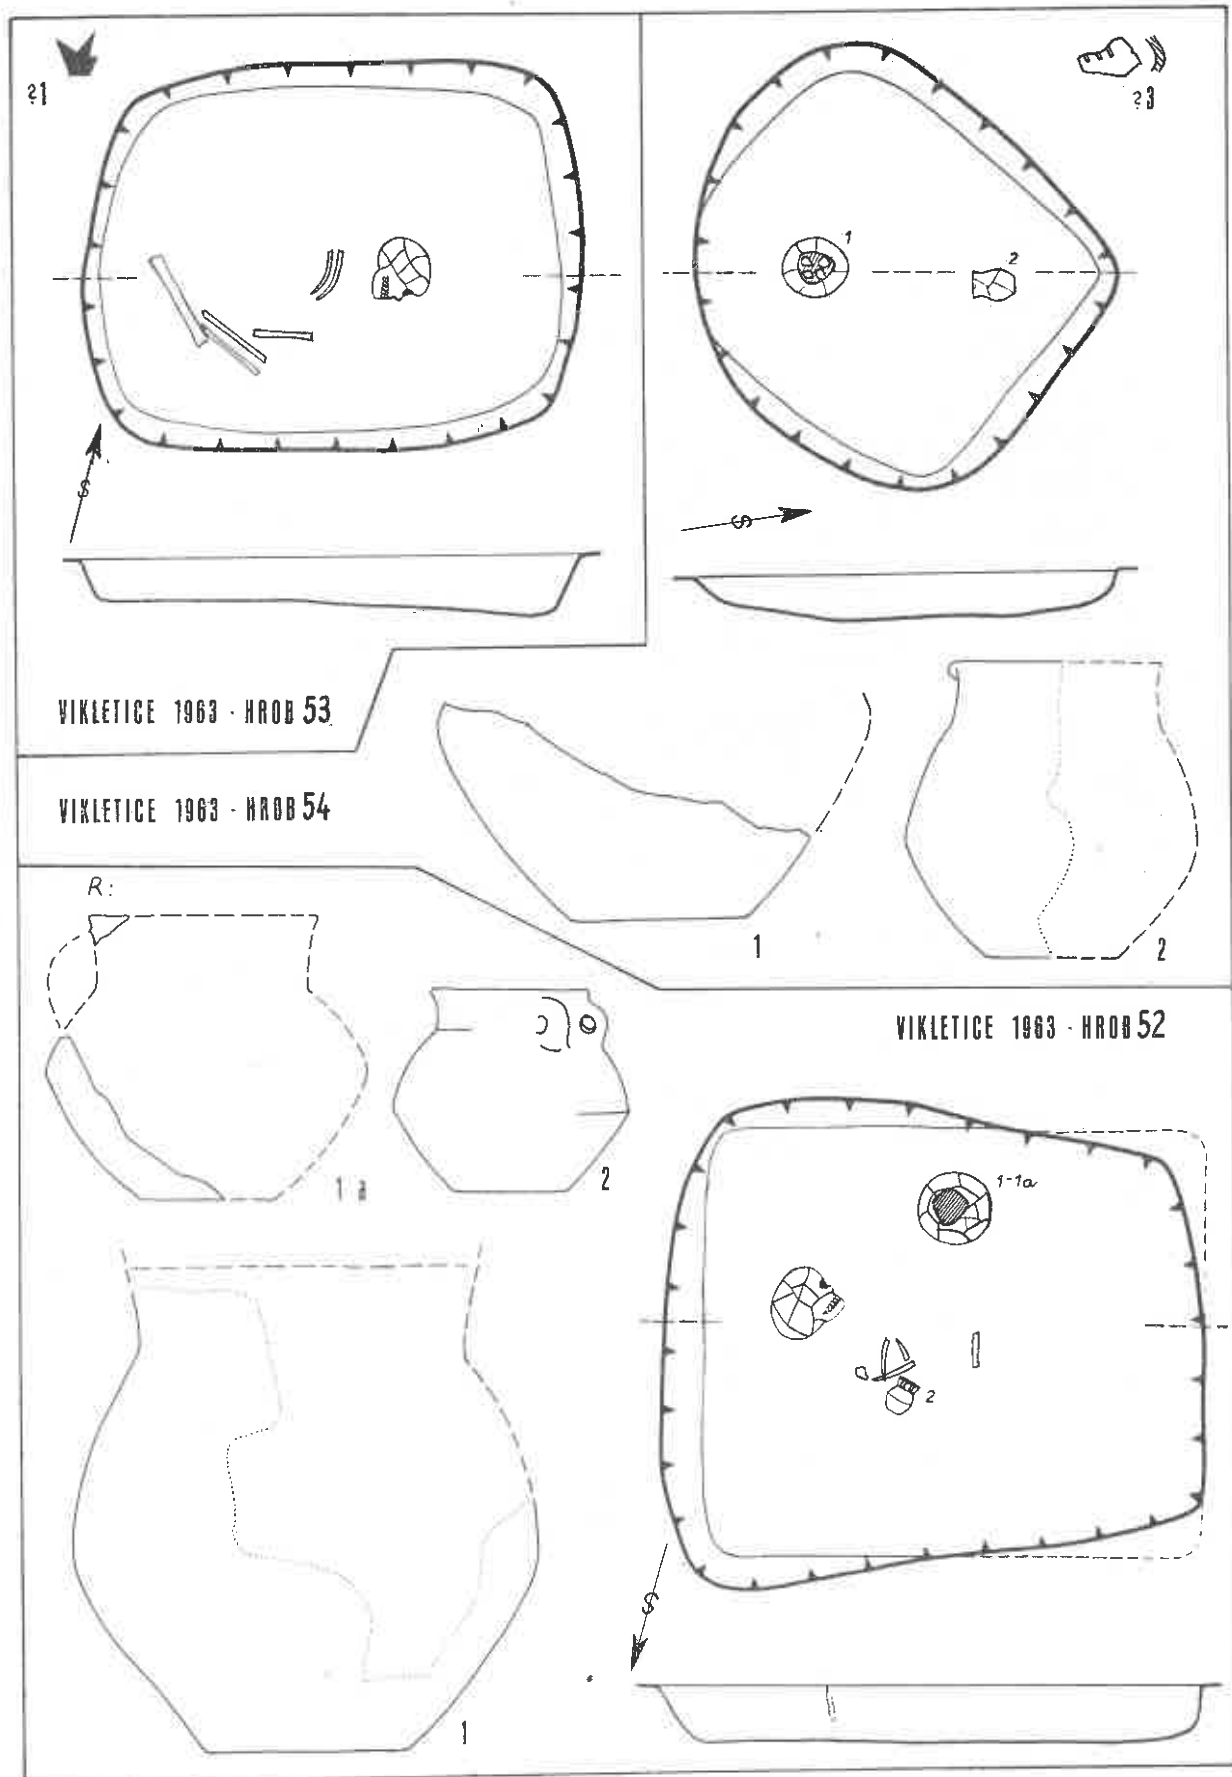 ?1
?3
1
2
S
S
VIKLETICE 1963 - HROB 53
VIKLETICE 1963 - HROB 54
1
2
R:
1a
2
VIKLETICE 1963 - HROB 52
1-1a
2
S
1